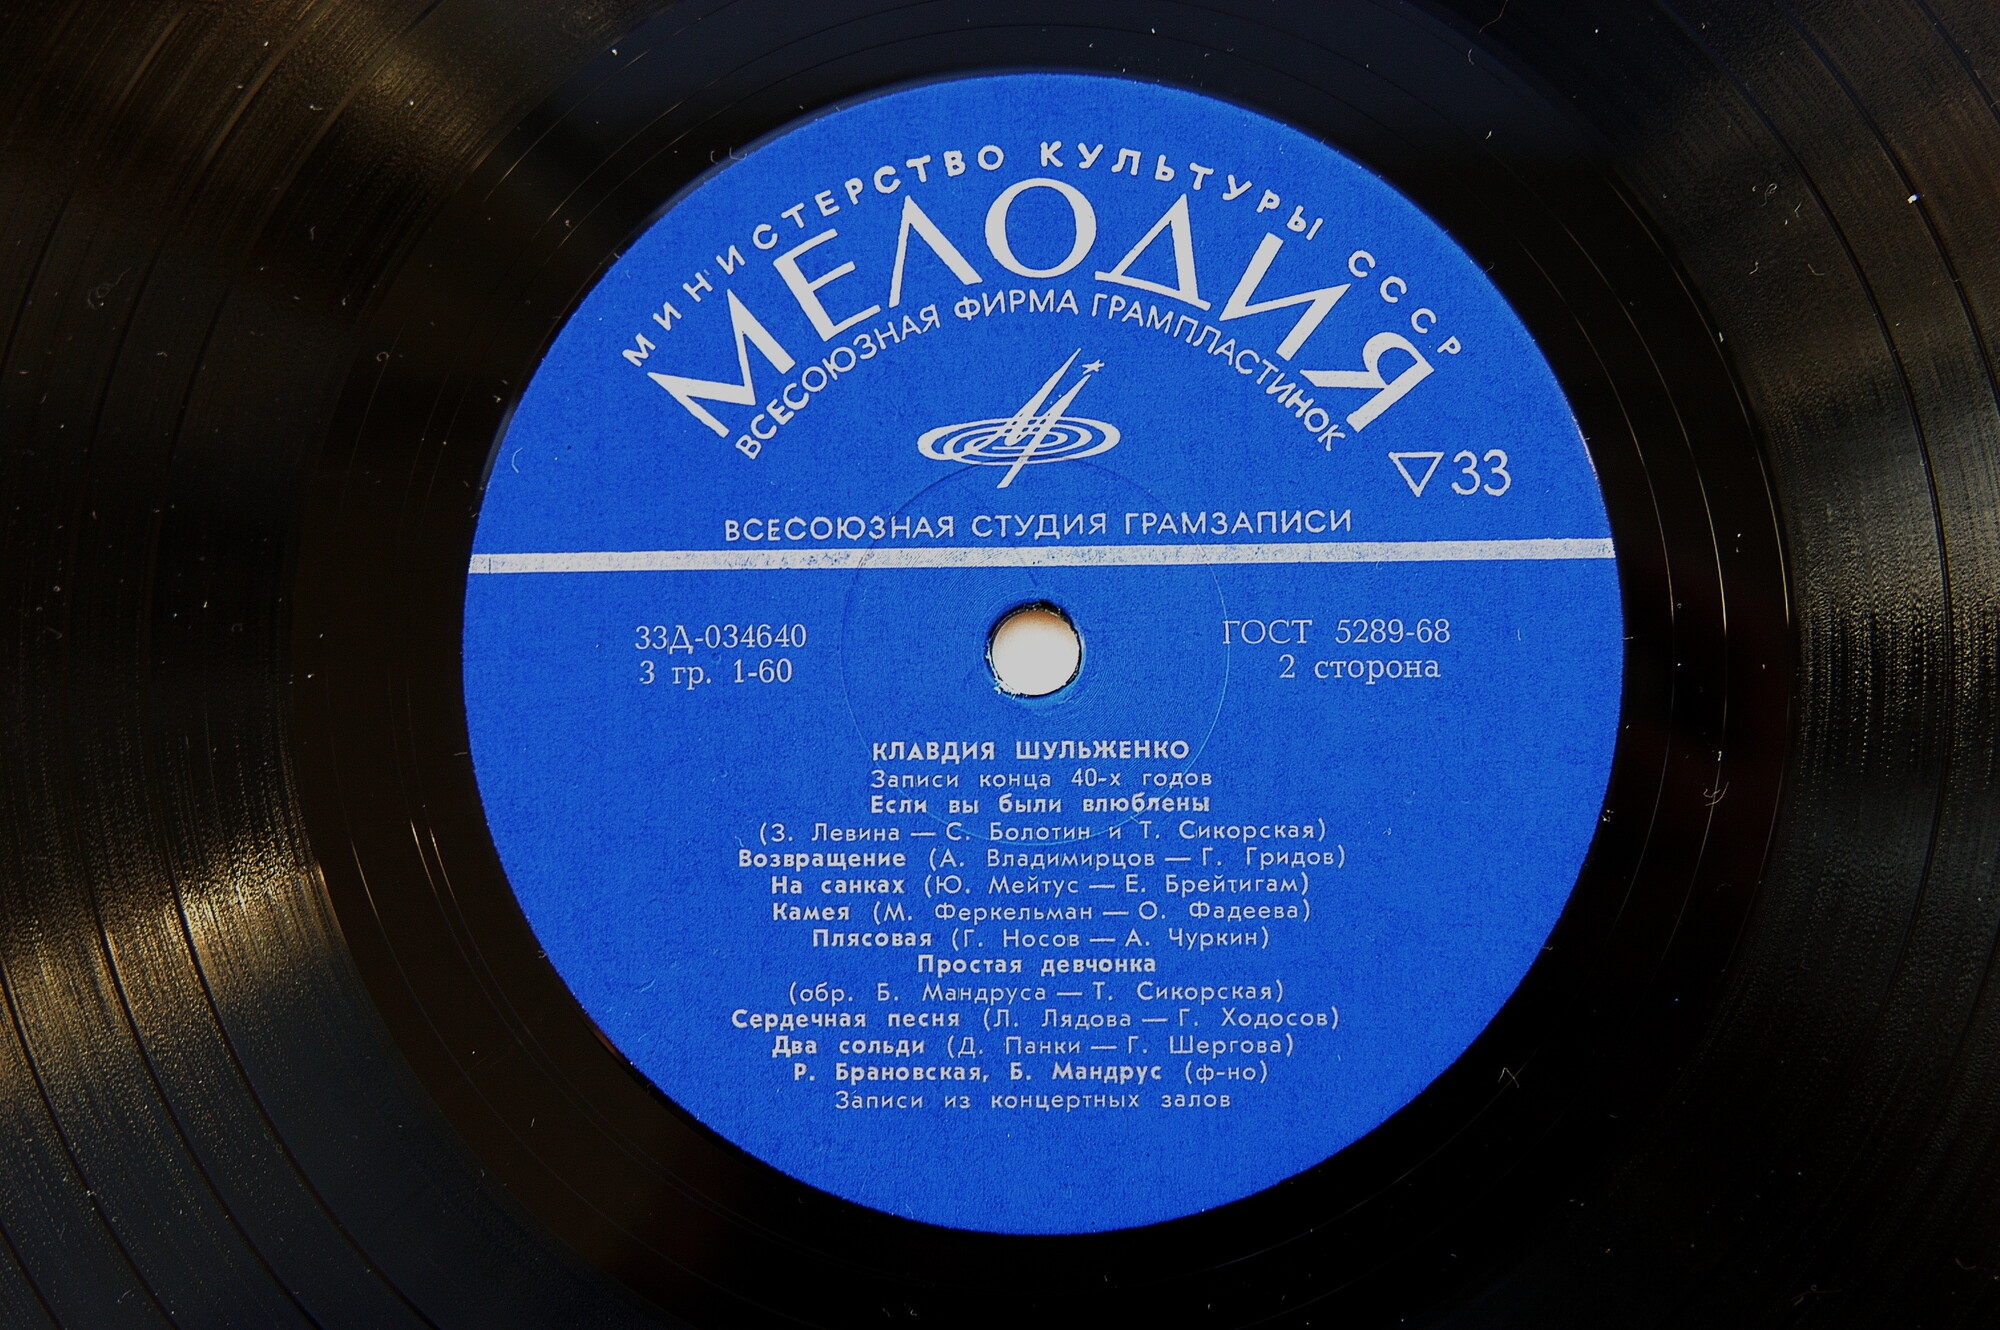 МИНИСТЕРСТВО КУЛЬТУРЫ СССР
МЕЛОДИЯ
ВСЕСОЮЗНАЯ ФИРМА ГРАМПЛАСТИНОК
33
ВСЕСОЮЗНАЯ СТУДИЯ ГРАМЗАПИСИ
33Д-034640
ГОСТ 5289-68
3 гр. 1-60
2 сторона
КЛАВДИЯ ШУЛЬЖЕНКО
Записи конца 40-х годов
Если вы были влюблены
(З. Левина — С. Болотин и Т. Сикорская)
Возвращение (А. Владимирцов — Г. Гридов)
На санках (Ю. Мейтус — Е. Брейтигам)
Камея (М. Феркельман — О. Фадеева)
Плясовая (Г. Носов — А. Чуркин)
Простая девчонка
(обр. Б. Мандруса — Т. Сикорская)
Сердечная песня (Л. Лядова — Г. Ходосов)
Два сольди (Д. Панки — Г. Шергова)
Р. Брановская, Б. Мандрус (ф-но)
Записи из концертных залов